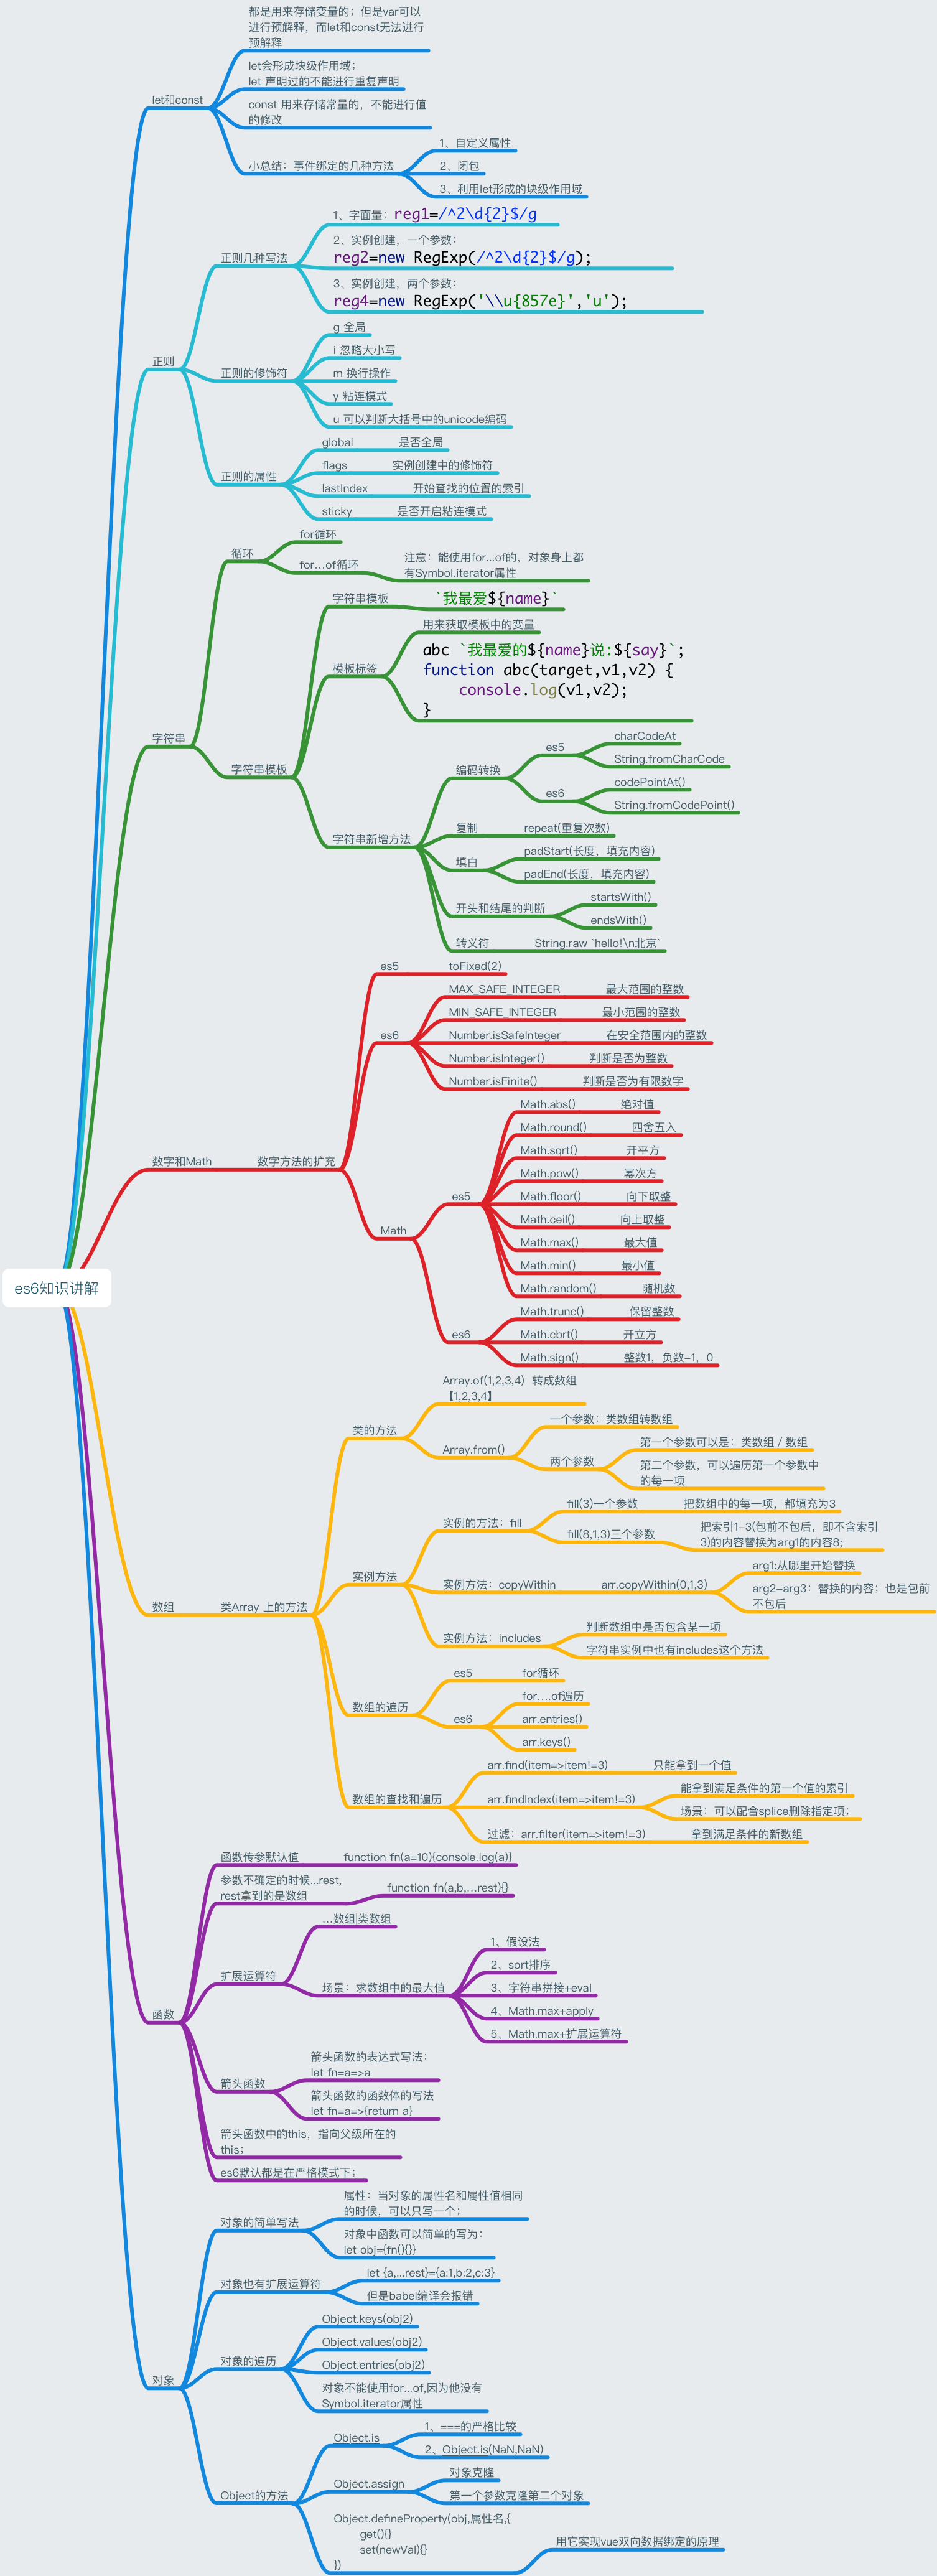 es6知识讲解
let和const
都是用来存储变量的；但是var可以
进行预解释，而let和const无法进行
预解释
let会形成块级作用域；
let 声明过的不能进行重复声明
const 用来存储常量的，不能进行值
的修改
小总结：事件绑定的几种方法
1、自定义属性
2、闭包
3、利用let形成的块级作用域
正则
正则几种写法
1、字面量：reg1=/^2\d{2}$/g
2、实例创建，一个参数：
reg2=new RegExp(/^2\d{2}$/g);
3、实例创建，两个参数：
reg4=new RegExp('\\u{857e}','u');
正则的修饰符
g 全局
i 忽略大小写
m 换行操作
y 粘连模式
u 可以判断大括号中的unicode编码
正则的属性
global 是否全局
flags 实例创建中的修饰符
lastIndex 开始查找的位置的索引
sticky 是否开启粘连模式
字符串
循环
for循环
for...of循环
注意：能使用for...of的，对象身上都
有Symbol.iterator属性
字符串模板
字符串模板
`我最爱${name}`
模板标签
用来获取模板中的变量
abc `我最爱的${name}说:${say}`;
function abc(target,v1,v2) {
console.log(v1,v2);
}
字符串新增方法
编码转换
es5
charCodeAt
String.fromCharCode
es6
codePointAt()
String.fromCodePoint()
复制 repeat(重复次数)
填白
padStart(长度，填充内容)
padEnd(长度，填充内容)
开头和结尾的判断
startsWith()
endsWith()
转义符 String.raw `hello!\n北京`
数字和Math
数字方法的扩充
es5 toFixed(2)
es6
MAX_SAFE_INTEGER 最大范围的整数
MIN_SAFE_INTEGER 最小范围的整数
Number.isSafeInteger 在安全范围内的整数
Number.isInteger() 判断是否为整数
Number.isFinite() 判断是否为有限数字
Math
es5
Math.abs() 绝对值
Math.round() 四舍五入
Math.sqrt() 开平方
Math.pow() 幂次方
Math.floor() 向下取整
Math.ceil() 向上取整
Math.max() 最大值
Math.min() 最小值
Math.random() 随机数
es6
Math.trunc() 保留整数
Math.cbrt() 开立方
Math.sign() 整数1，负数-1，0
数组
类Array 上的方法
类的方法
Array.of(1,2,3,4) 转成数组
【1,2,3,4】
Array.from()
一个参数：类数组转数组
两个参数
第一个参数可以是：类数组 / 数组
第二个参数，可以遍历第一个参数中
的每一项
实例方法
实例的方法：fill
fill(3)一个参数 把数组中的每一项，都填充为3
fill(8,1,3)三个参数
把索引1-3(包前不包后，即不含索引
3)的内容替换为arg1的内容8;
实例方法：copyWithin
arr.copyWithin(0,1,3)
arg1:从哪里开始替换
arg2-arg3：替换的内容；也是包前
不包后
实例方法：includes
判断数组中是否包含某一项
字符串实例中也有includes这个方法
数组的遍历
es5 for循环
es6
for....of遍历
arr.entries()
arr.keys()
数组的查找和遍历
arr.find(item=>item!=3) 只能拿到一个值
arr.findIndex(item=>item!=3)
能拿到满足条件的第一个值的索引
场景：可以配合splice删除指定项；
过滤：arr.filter(item=>item!=3) 拿到满足条件的新数组
函数
函数传参默认值 function fn(a=10){console.log(a)}
参数不确定的时候...rest,
rest拿到的是数组
function fn(a,b,...rest){}
扩展运算符
...数组|类数组
场景：求数组中的最大值
1、假设法
2、sort排序
3、字符串拼接+eval
4、Math.max+apply
5、Math.max+扩展运算符
箭头函数
箭头函数的表达式写法：
let fn=a=>a
箭头函数的函数体的写法
let fn=a=>{return a}
箭头函数中的this，指向父级所在的
this；
es6默认都是在严格模式下；
对象
对象的简单写法
属性：当对象的属性名和属性值相同
的时候，可以只写一个；
对象中函数可以简单的写为：
let obj={fn(){}}
对象也有扩展运算符
let {a,...rest)={a:1,b:2,c:3}
但是babel编译会报错
对象的遍历
Object.keys(obj2)
Object.values(obj2)
Object.entries(obj2)
对象不能使用for...of,因为他没有
Symbol.iterator属性
Object的方法
Object.is
1、===的严格比较
2、Object.is(NaN,NaN)
Object.assign
对象克隆
第一个参数克隆第二个对象
Object.defineProperty(obj,属性名,{
get(){}
set(newVal){}
})
用它实现vue双向数据绑定的原理